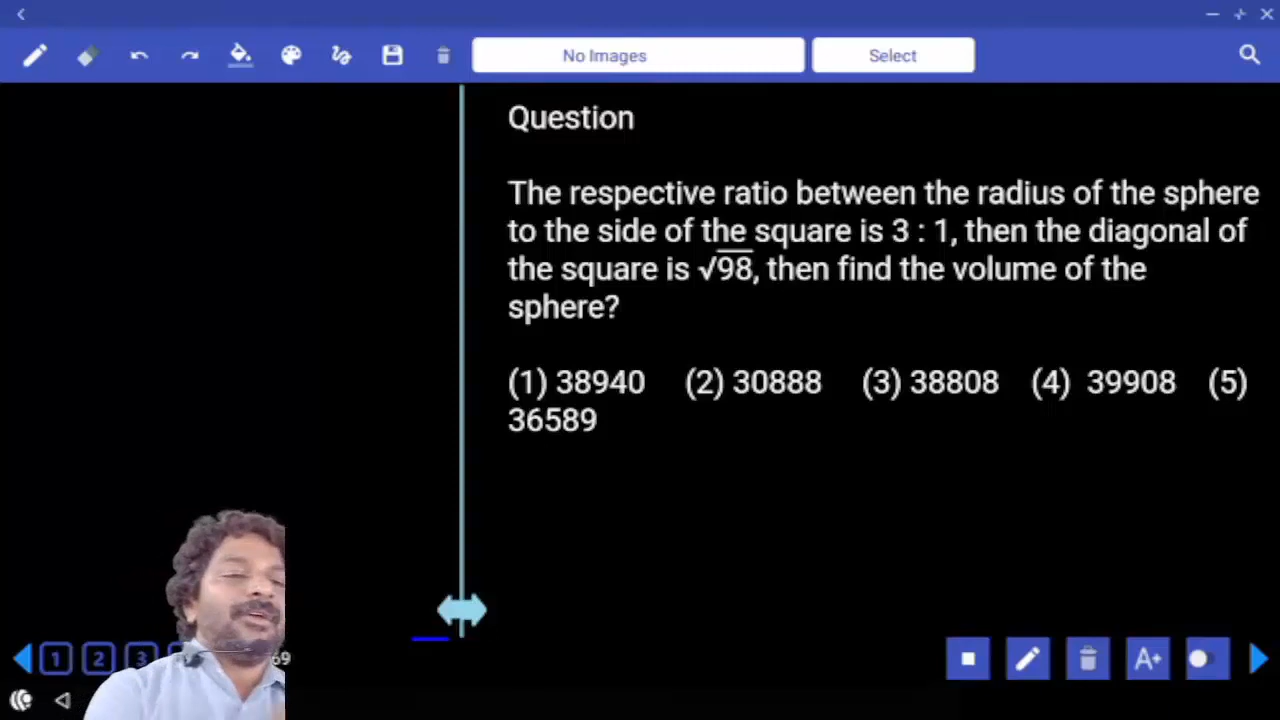 No Images
Select
Question
The respective ratio between the radius of the sphere
to the side of the square is 3 : 1, then the diagonal of
the square is √98, then find the volume of the
sphere?
(1) 38940 (2) 30888 (3) 38808 (4) 39908 (5)
36589
1 2 3 69
A+